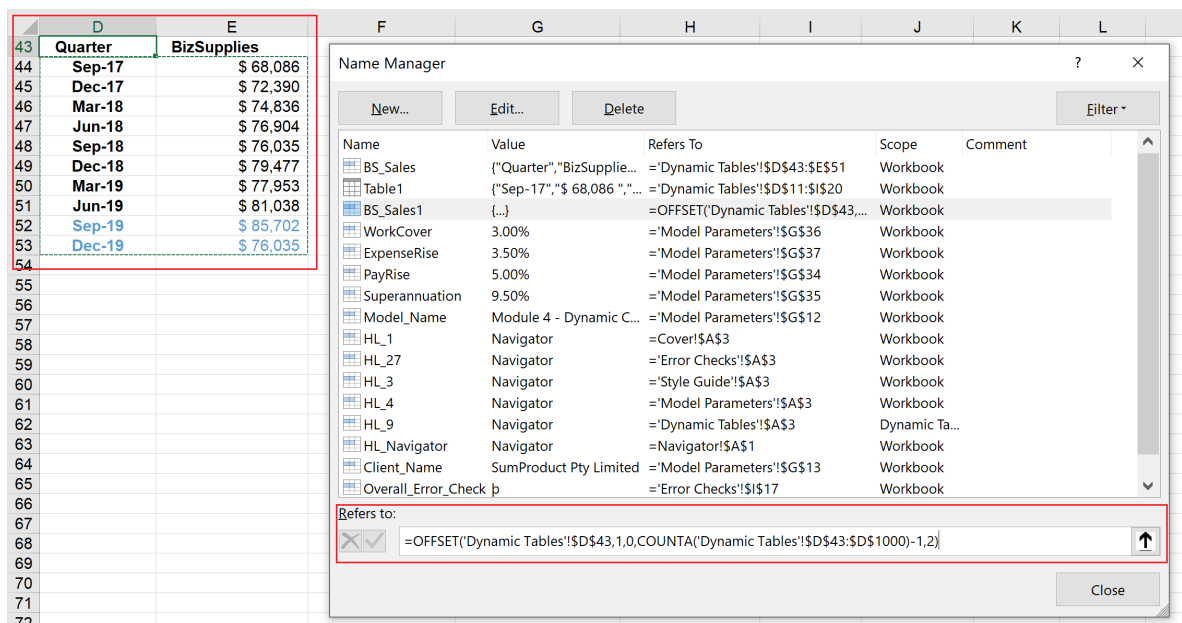 D E F G H I J K L
43 Quarter BizSupplies
44 Sep-17 $ 68,086
45 Dec-17 $ 72,390
46 Mar-18 $ 74,836
47 Jun-18 $ 76,904
48 Sep-18 $ 76,035
49 Dec-18 $ 79,477
50 Mar-19 $ 77,953
51 Jun-19 $ 81,038
52 Sep-19 $ 85,702
53 Dec-19 $ 76,035
54
55
56
57
58
59
60
61
62
63
64
65
66
67
68
69
70
71
72
Name Manager ?
New... Edit... Delete Filter
Name Value Refers To Scope Comment
BS_Sales {"Quarter","BizSupplie... ='Dynamic Tables'!$D$43:$E$51 Workbook
Table1 {"Sep-17","$ 68,086 ","... ='Dynamic Tables'!$D$11:$I$20 Workbook
BS_Sales1 {...} =OFFSET('Dynamic Tables'!$D$43,... Workbook
WorkCover 3.00% ='Model Parameters'!$G$36 Workbook
ExpenseRise 3.50% ='Model Parameters'!$G$37 Workbook
PayRise 5.00% ='Model Parameters'!$G$34 Workbook
Superannuation 9.50% ='Model Parameters'!$G$35 Workbook
Model_Name Module 4 - Dynamic C... ='Model Parameters'!$G$12 Workbook
HL_1 Navigator =Cover!$A$3 Workbook
HL_27 Navigator ='Error Checks'!$A$3 Workbook
HL_3 Navigator ='Style Guide'!$A$3 Workbook
HL_4 Navigator ='Model Parameters'!$A$3 Workbook
HL_9 Navigator ='Dynamic Tables'!$A$3 Dynamic Ta...
HL_Navigator Navigator =Navigator!$A$1 Workbook
Client_Name SumProduct Pty Limited ='Model Parameters'!$G$13 Workbook
Overall_Error_Check þ ='Error Checks'!$I$17 Workbook
Refers to:
=OFFSET('Dynamic Tables'!$D$43,1,0,COUNTA('Dynamic Tables'!$D$43:$D$1000)-1,2)
Close